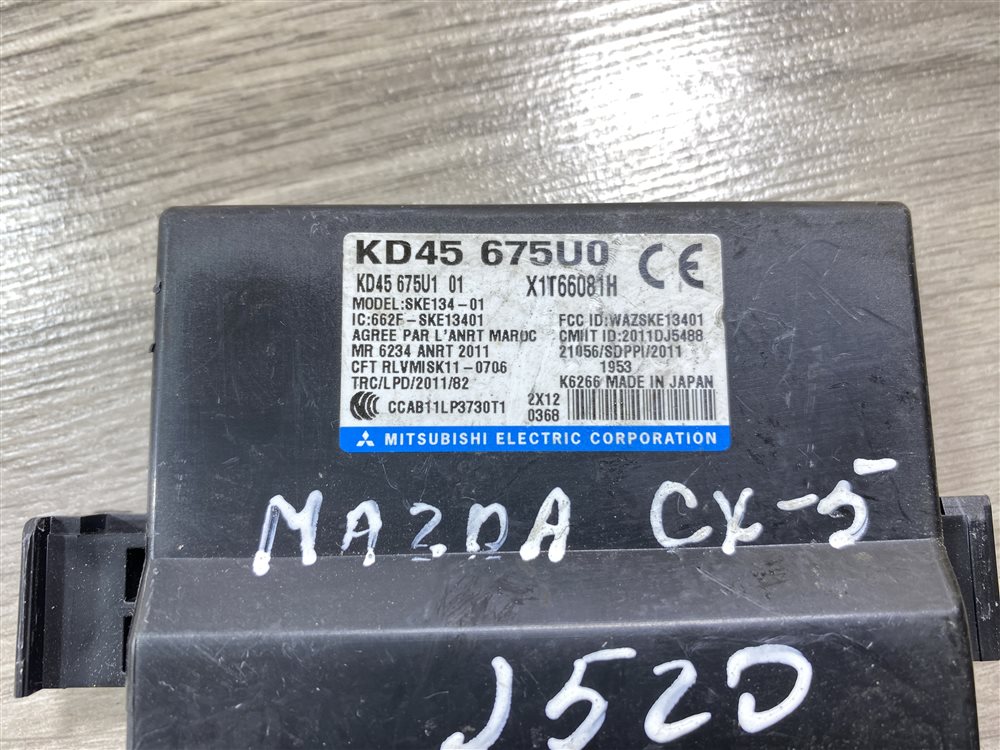 KD45 675U0
KD45 675U1 01 X1T66081H
MODEL:SKE134-01
IC:662F-SKE13401 FCC ID:WAZSKE13401
AGREE PAR L'ANRT MAROC CMIIT ID:2011DJ5488
MR 6234 ANRT 2011 21056/SDPPI/2011
CFT RLVMISK11-0706 1953
TRC/LPD/2011/82 K6266 MADE IN JAPAN
CCAB11LP3730T1 2X12
0368
MITSUBISHI ELECTRIC CORPORATION
MAZDA CX-5
J52D